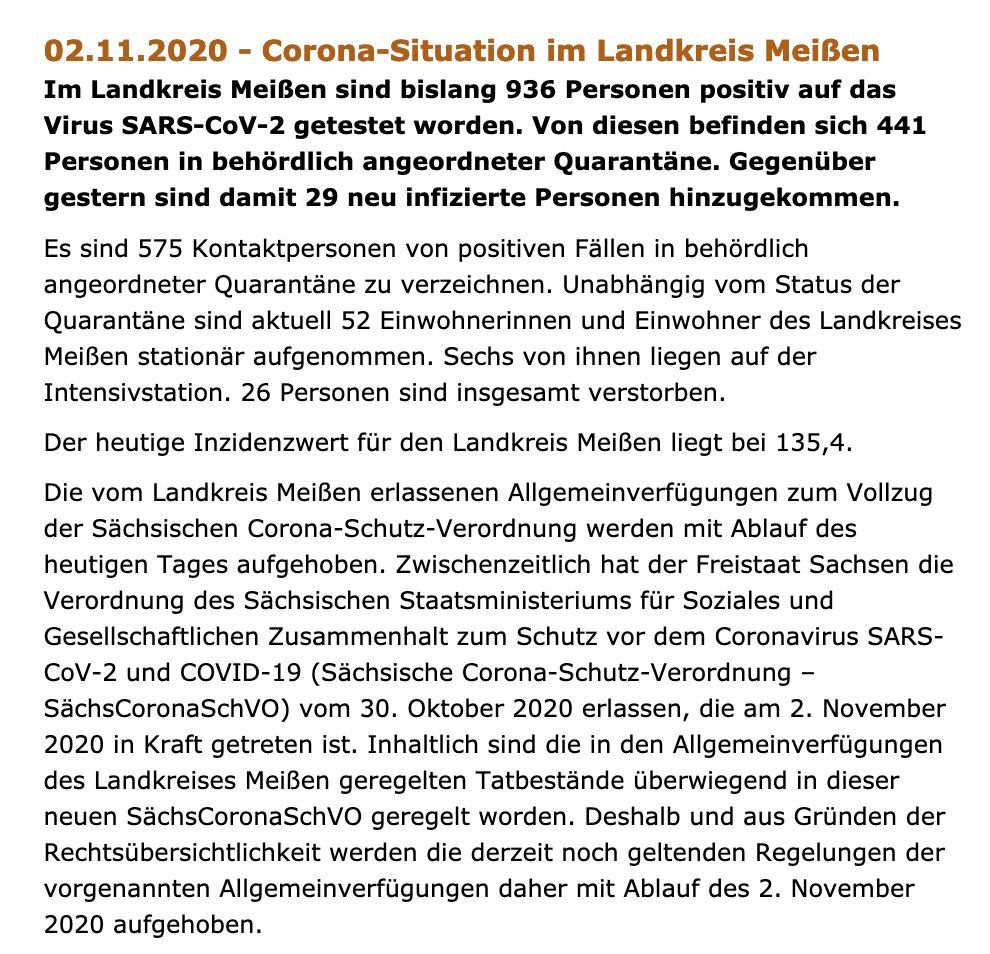 02.11.2020 - Corona-Situation im Landkreis Meißen
Im Landkreis Meißen sind bislang 936 Personen positiv auf das
Virus SARS-CoV-2 getestet worden. Von diesen befinden sich 441
Personen in behördlich angeordneter Quarantäne. Gegenüber
gestern sind damit 29 neu infizierte Personen hinzugekommen.
Es sind 575 Kontaktpersonen von positiven Fällen in behördlich
angeordneter Quarantäne zu verzeichnen. Unabhängig vom Status der
Quarantäne sind aktuell 52 Einwohnerinnen und Einwohner des Landkreises
Meißen stationär aufgenommen. Sechs von ihnen liegen auf der
Intensivstation. 26 Personen sind insgesamt verstorben.
Der heutige Inzidenzwert für den Landkreis Meißen liegt bei 135,4.
Die vom Landkreis Meißen erlassenen Allgemeinverfügungen zum Vollzug
der Sächsischen Corona-Schutz-Verordnung werden mit Ablauf des
heutigen Tages aufgehoben. Zwischenzeitlich hat der Freistaat Sachsen die
Verordnung des Sächsischen Staatsministeriums für Soziales und
Gesellschaftlichen Zusammenhalt zum Schutz vor dem Coronavirus SARS-
CoV-2 und COVID-19 (Sächsische Corona-Schutz-Verordnung –
SächsCoronaSchVO) vom 30. Oktober 2020 erlassen, die am 2. November
2020 in Kraft getreten ist. Inhaltlich sind die in den Allgemeinverfügungen
des Landkreises Meißen geregelten Tatbestände überwiegend in dieser
neuen SächsCoronaSchVO geregelt worden. Deshalb und aus Gründen der
Rechtsübersichtlichkeit werden die derzeit noch geltenden Regelungen der
vorgenannten Allgemeinverfügungen daher mit Ablauf des 2. November
2020 aufgehoben.